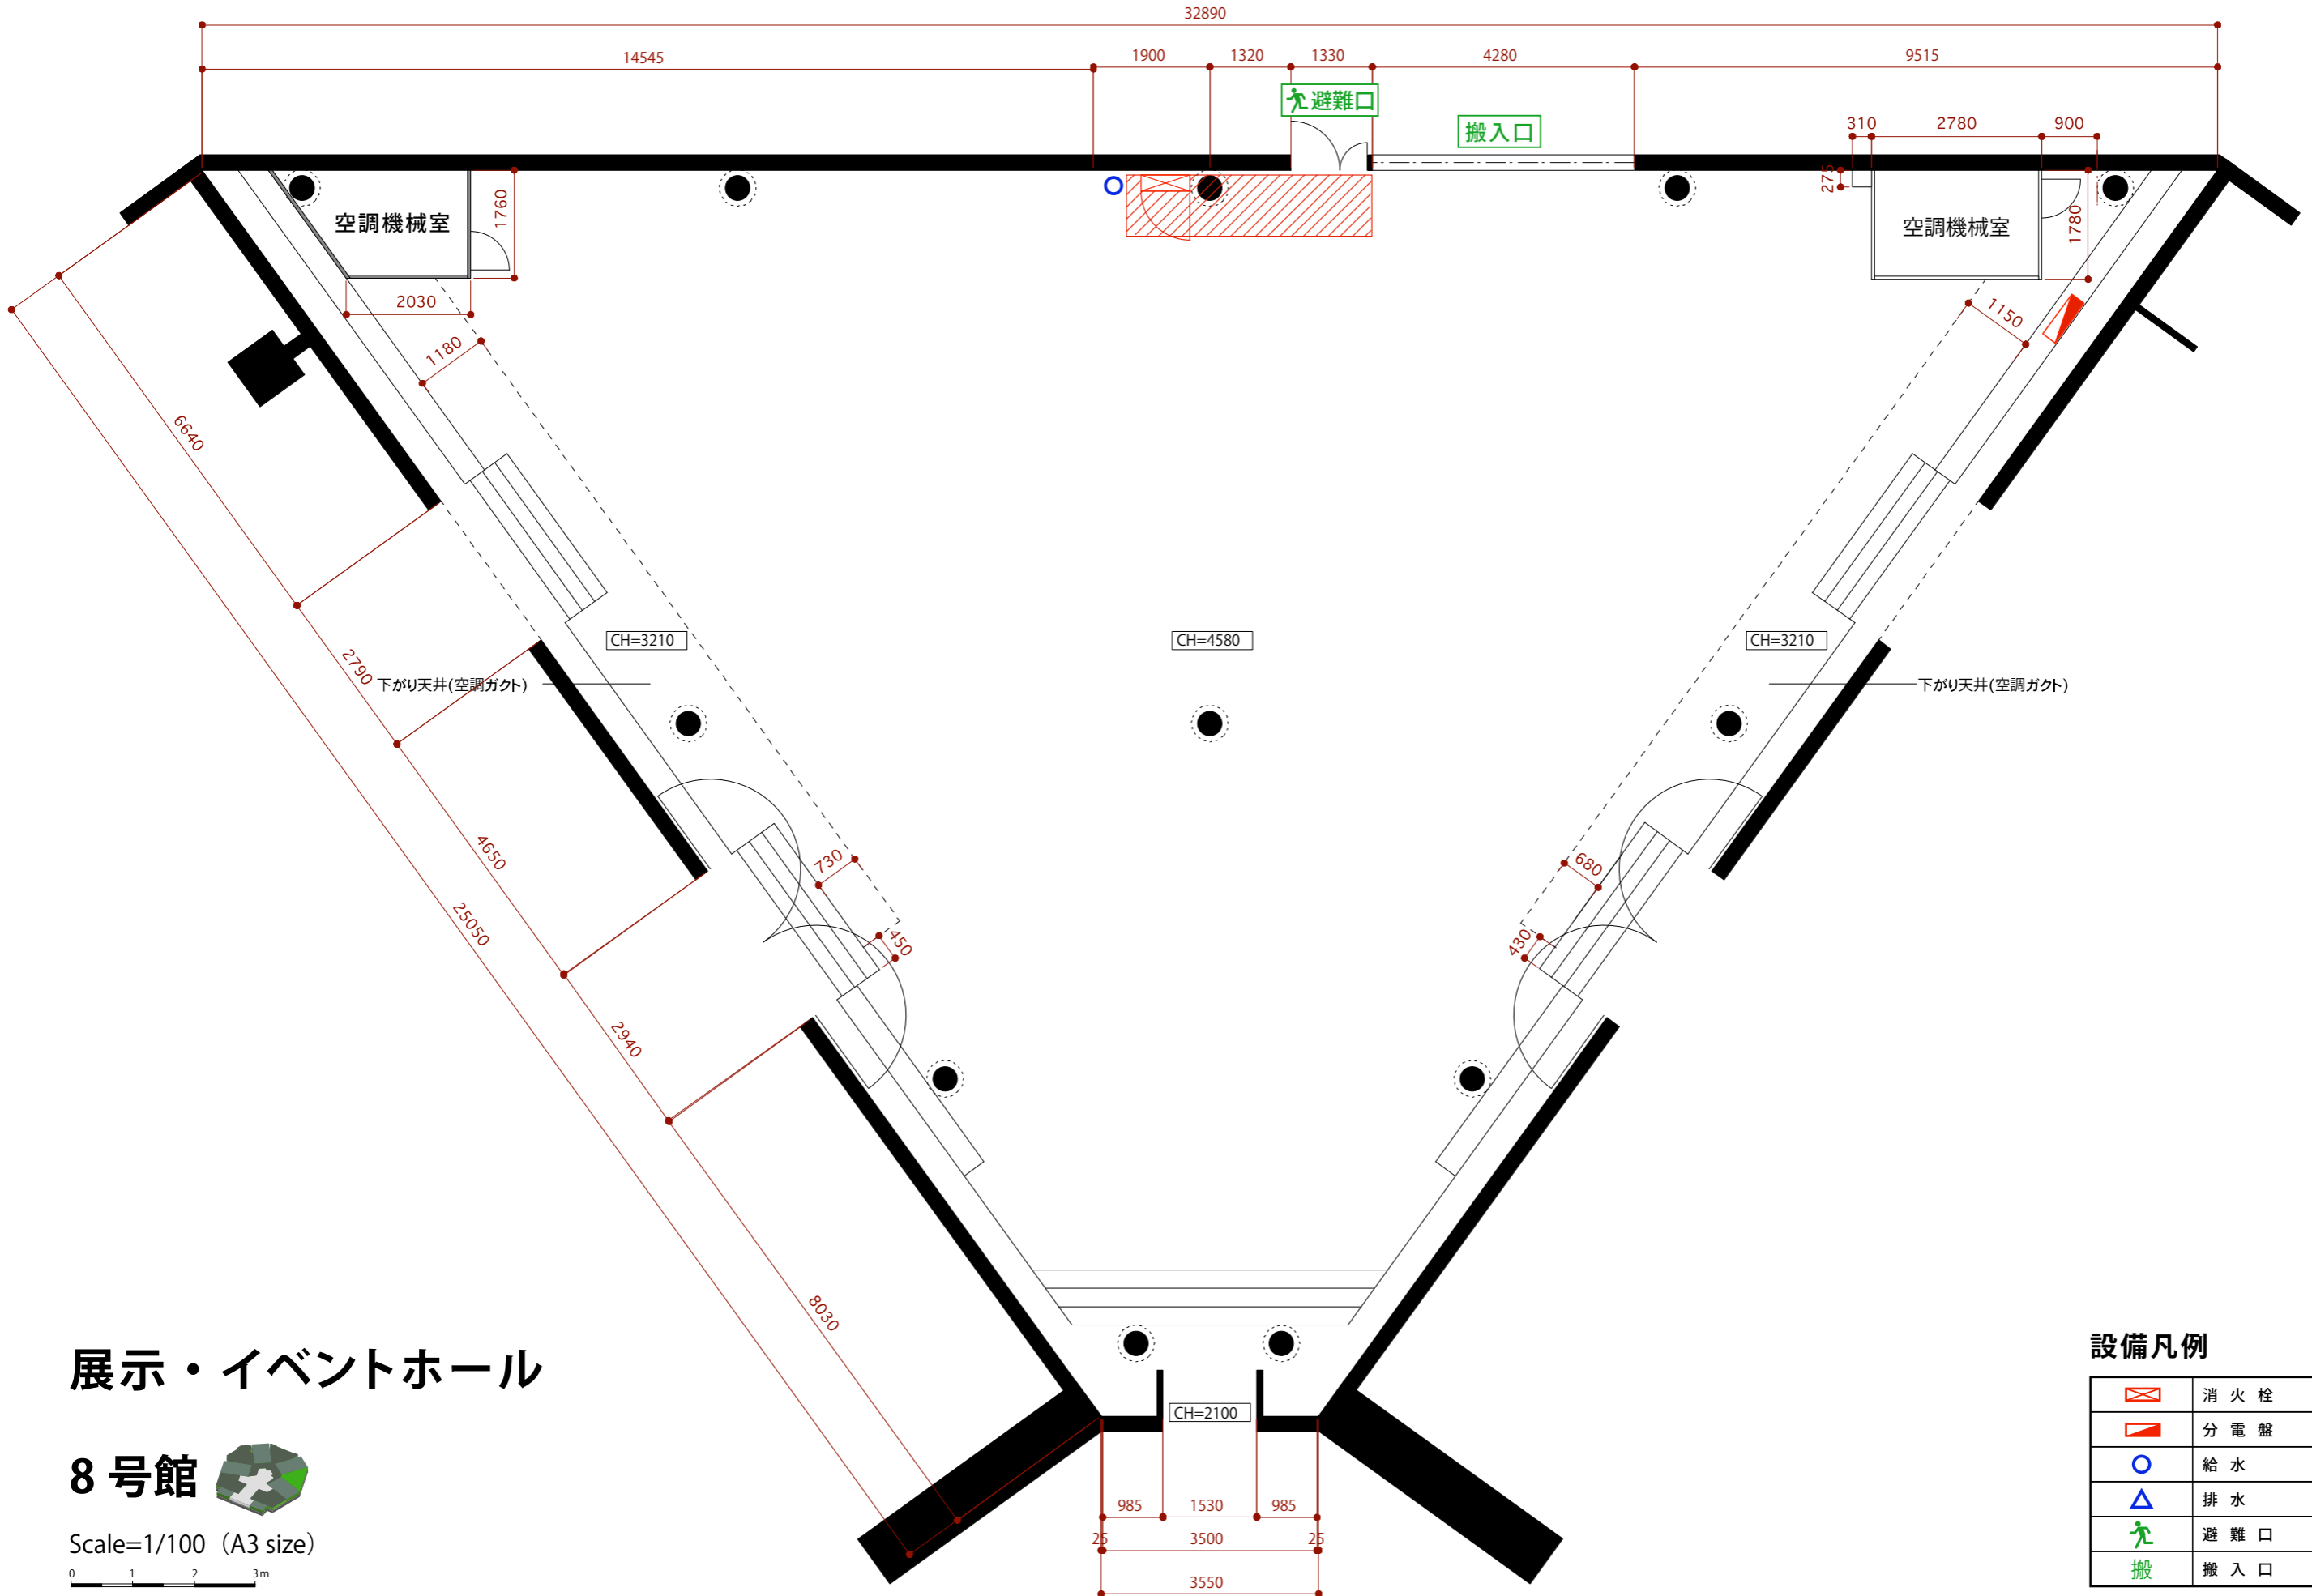 32890
14545
1900
1320
1330
4280
9515
避難口
搬入口
310
2780
900
275
空調機械室
1760
空調機械室
1780
2030
1180
1150
6640
CH=3210
CH=4580
CH=3210
2790
下がり天井(空調ガクト)
下がり天井(空調ガクト)
4650
730
680
25050
450
430
2940
8030
展示・イベントホール
8 号館
Scale=1/100（A3 size）
0 1 2 3m
CH=2100
985 1530 985
25 3500 25
3550
設備凡例
消 火 栓
分 電 盤
給 水
排 水
避 難 口
搬 搬 入 口